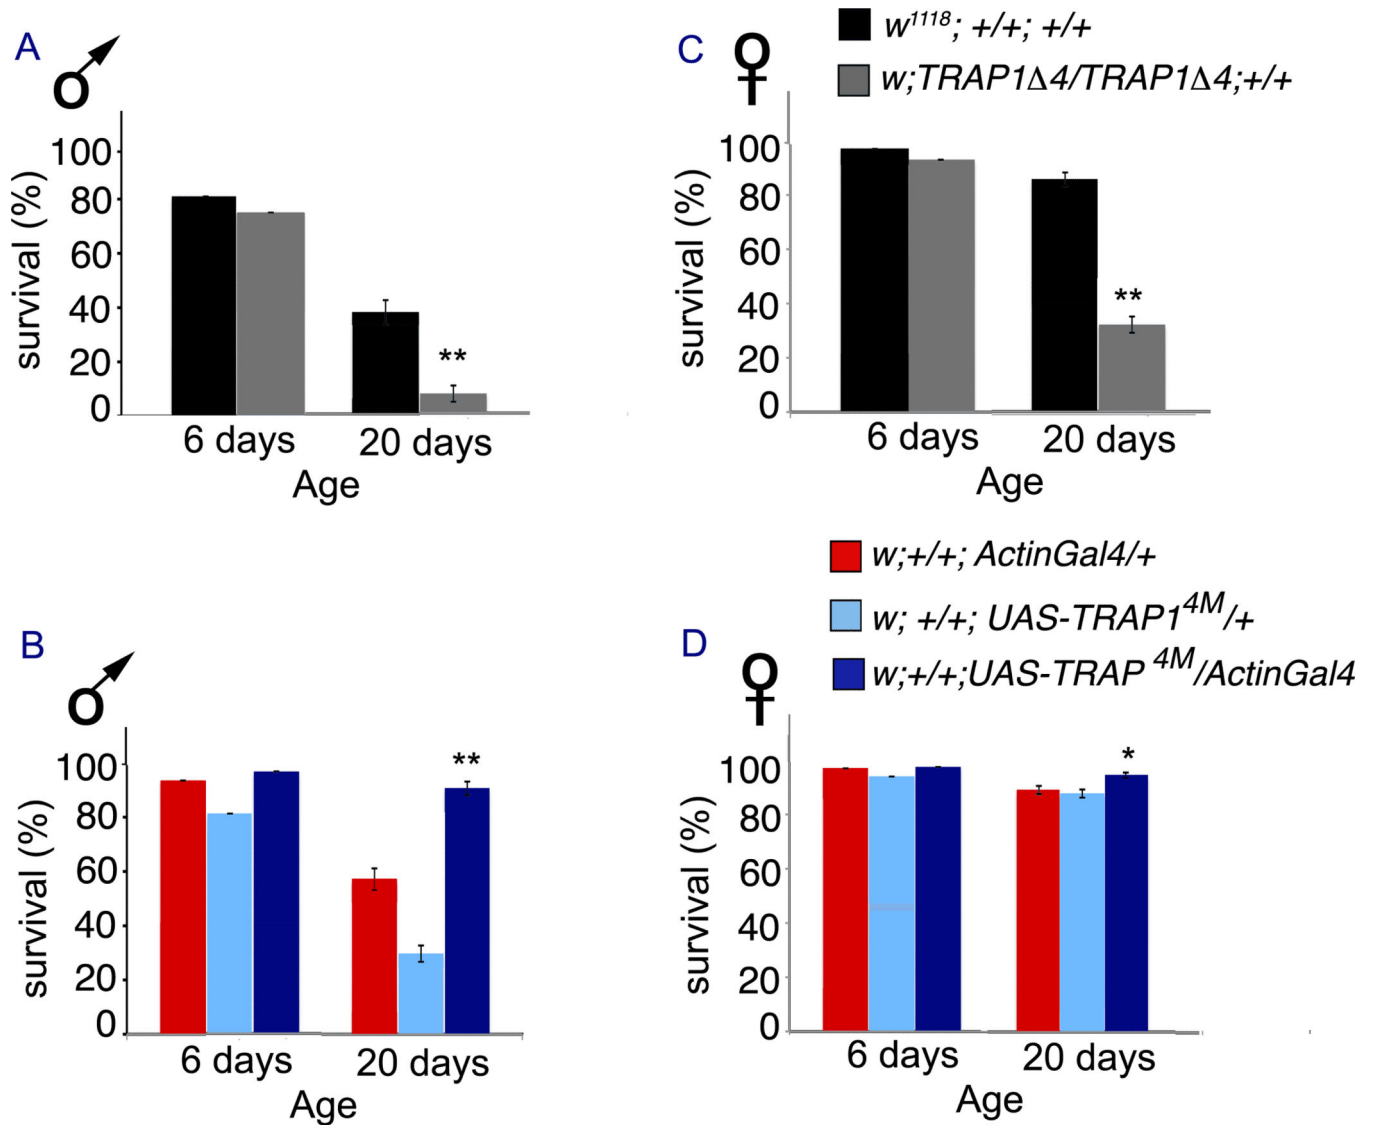 A
survival (%)
100
80
60
40
20
0
**
6 days
20 days
Age
C
w1118; +/+; +/+
w;TRAP1Δ4/TRAP1Δ4;+/+
survival (%)
100
80
60
40
20
0
**
6 days
20 days
Age
w;+/+; ActinGal4/+
w; +/+; UAS-TRAP14M/+
w;+/+;UAS-TRAP 4M/ActinGal4
B
survival (%)
100
80
60
40
20
0
**
6 days
20 days
Age
D
survival (%)
100
80
60
40
20
0
*
6 days
20 days
Age